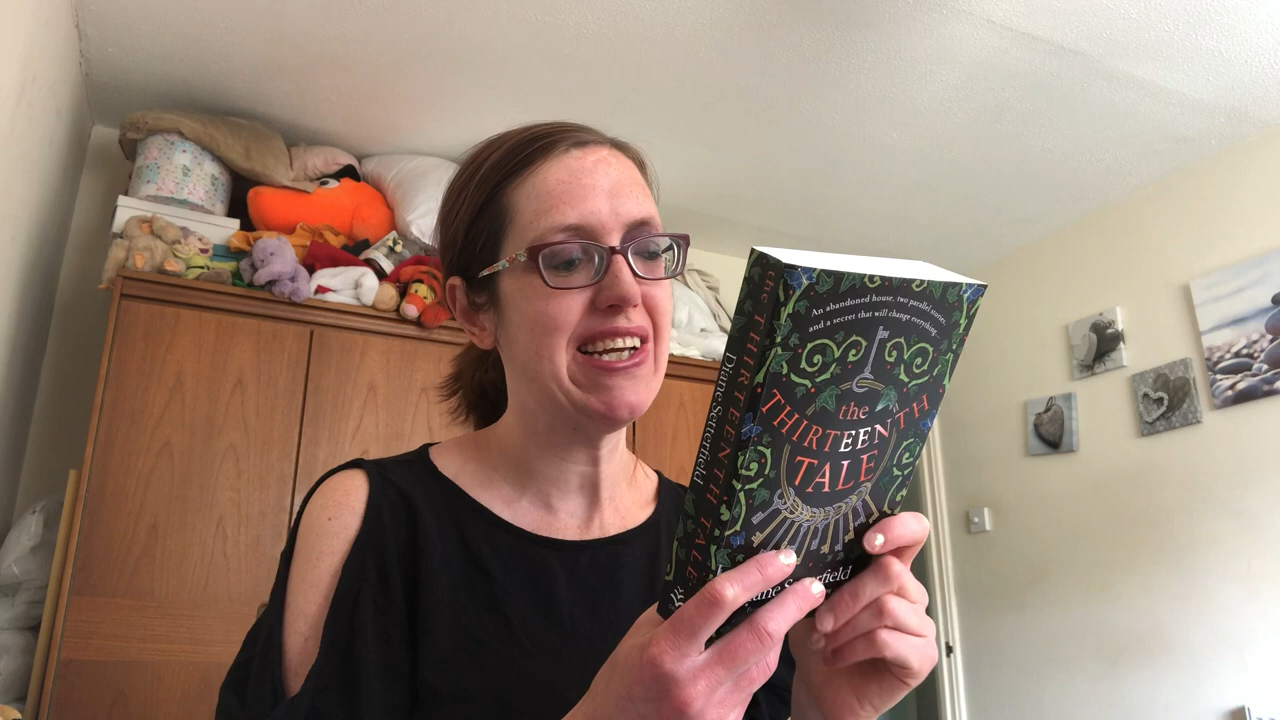 the THIRTEENTH TALE
Diane Setterfield
An abandoned house, two parallel stories,
and a secret that will change everything...
the
THIRTEENTH
TALE